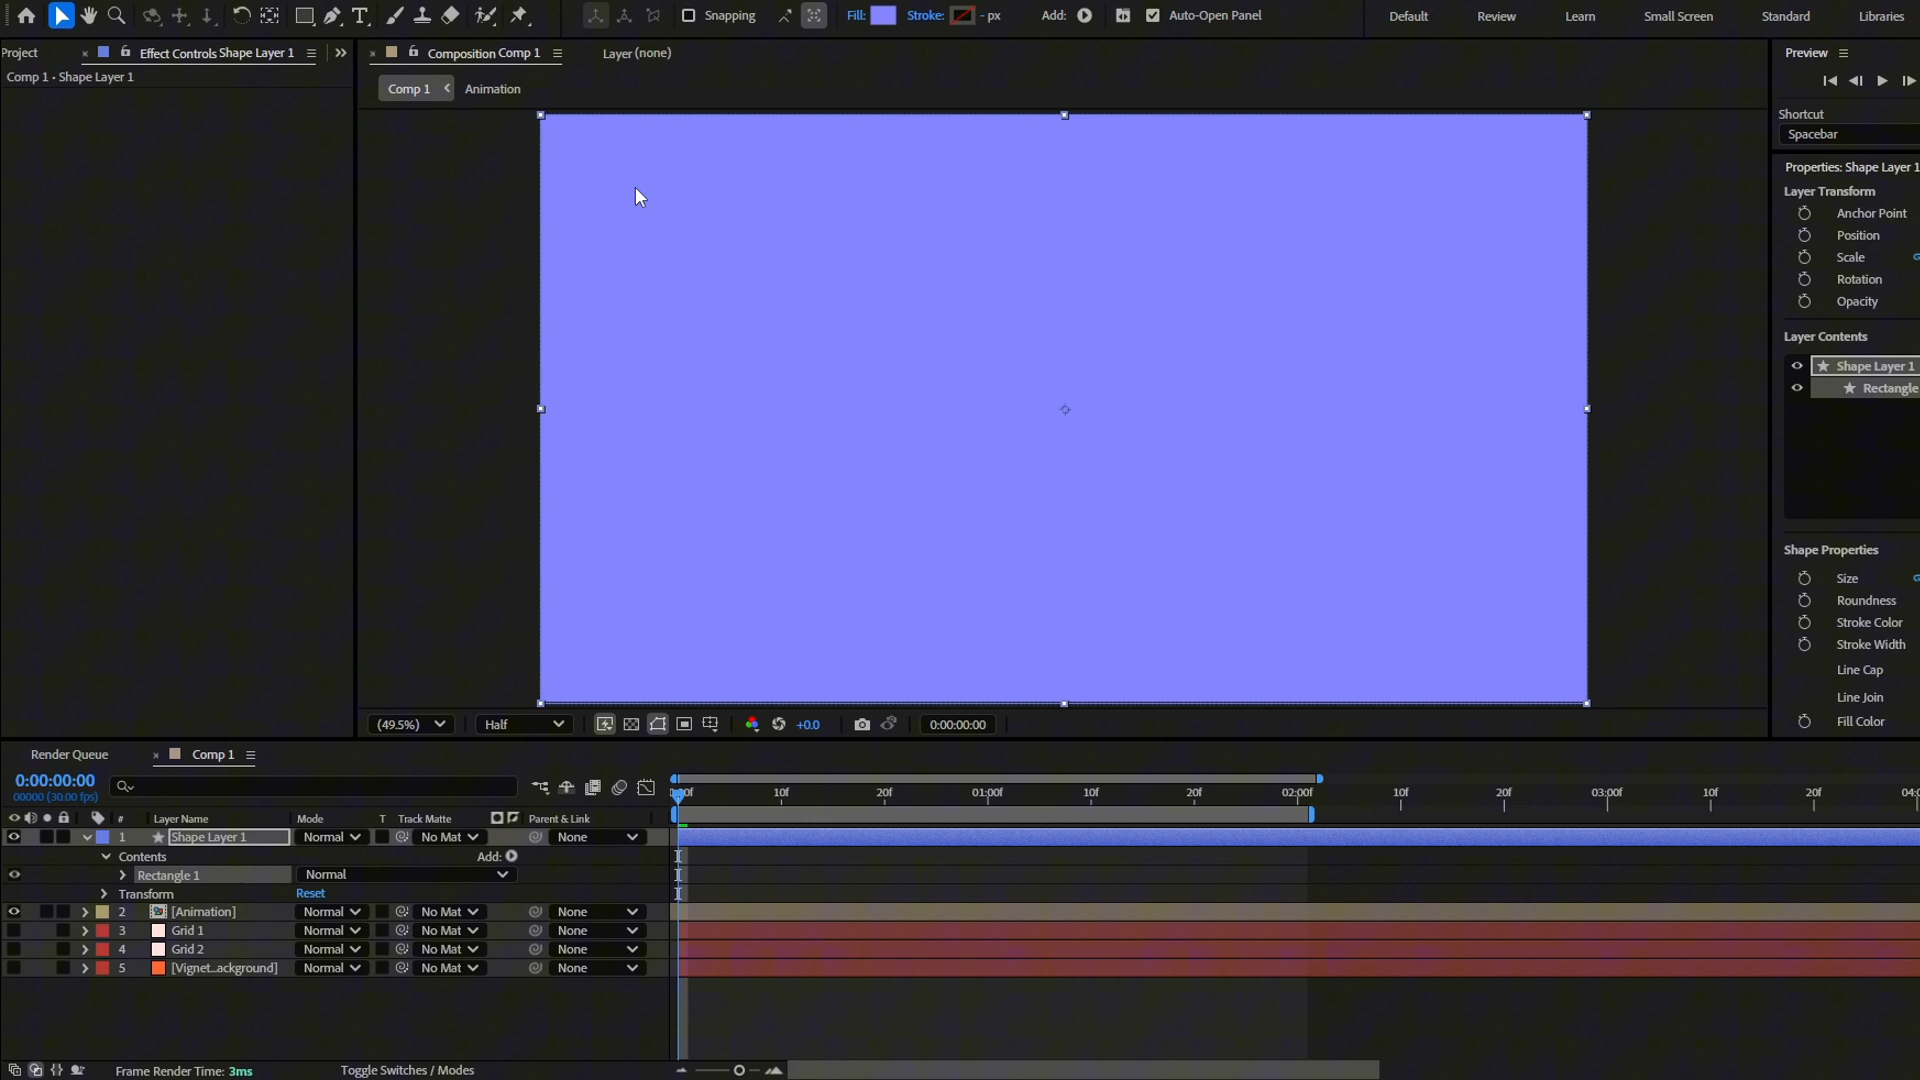 Snapping
Fill:
Stroke:
- px
Add:
Auto-Open Panel
Default
Review
Learn
Small Screen
Standard
Libraries
Project
Effect Controls Shape Layer 1
Composition Comp 1
Layer (none)
Preview
Comp 1 • Shape Layer 1
Comp 1
Animation
Shortcut
Spacebar
Properties: Shape Layer 1
Layer Transform
Anchor Point
Position
Scale
Rotation
Opacity
Layer Contents
Shape Layer 1
Rectangle
Shape Properties
Size
Roundness
Stroke Color
Stroke Width
Line Cap
Line Join
Fill Color
(49.5%)
Half
+0.0
0:00:00:00
Render Queue
Comp 1
0:00:00:00
00000 (30.00 fps)
0:00f 10f 20f 01:00f 10f 20f 02:00f 10f 20f 03:00f 10f 20f 04:0
# Layer Name Mode T Track Matte Parent & Link
1 Shape Layer 1 Normal No Mat None
Contents Add:
Rectangle 1 Normal
Transform Reset
2 [Animation] Normal No Mat None
3 Grid 1 Normal No Mat None
4 Grid 2 Normal No Mat None
5 [Vignet...ackground] Normal No Mat None
Frame Render Time: 3ms
Toggle Switches / Modes